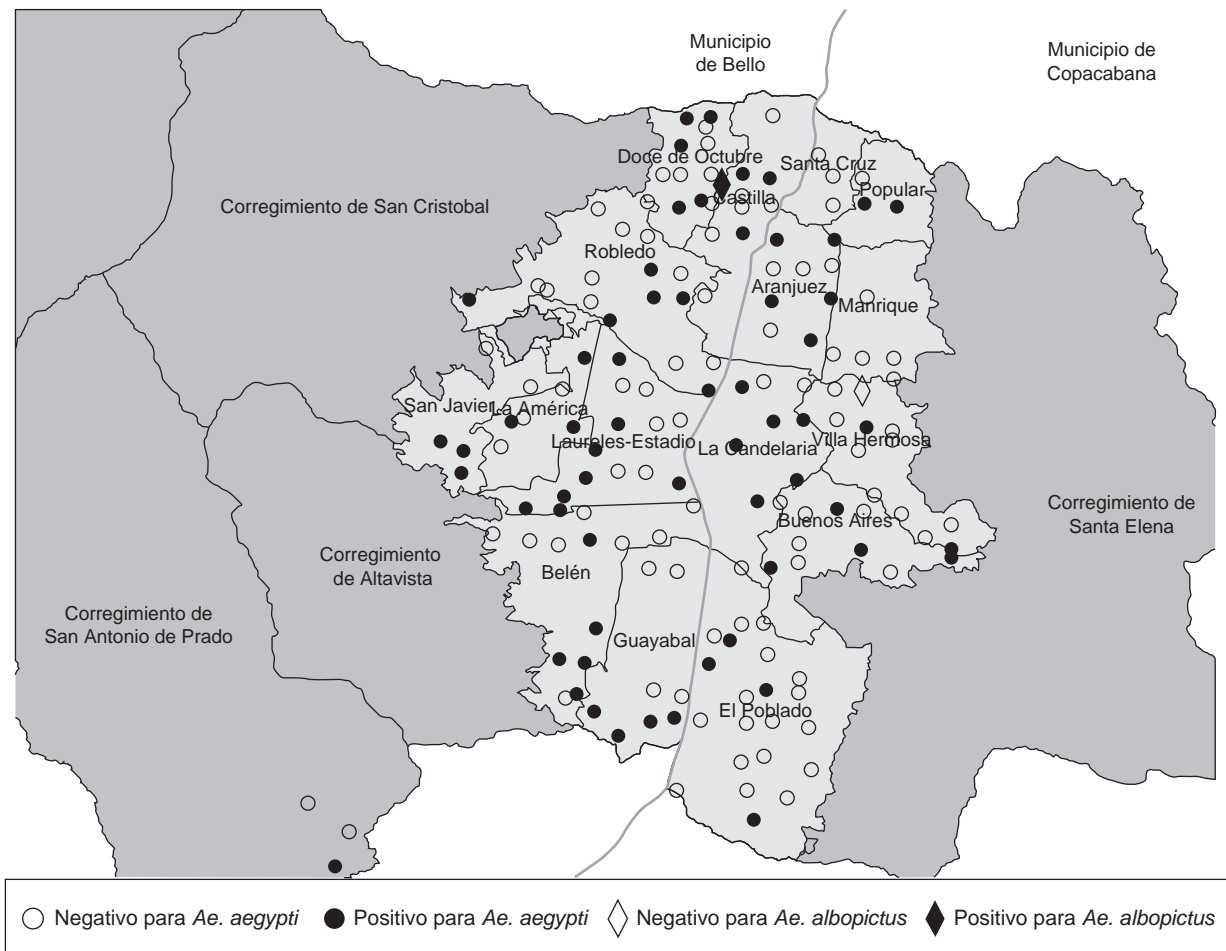 Municipio
de Bello
Municipio de
Copacabana
Doce de Octubre
Santa Cruz
Castilla
Popular
Corregimiento de San Cristobal
Robledo
Aranjuez
Manrique
San Javier
La América
Laureles-Estadio
La Candelaria
Villa Hermosa
Buenos Aires
Corregimiento de
Santa Elena
Corregimiento
de Altavista
Belén
Corregimiento de
San Antonio de Prado
Guayabal
El Poblado
Negativo para Ae. aegypti
Positivo para Ae. aegypti
Negativo para Ae. albopictus
Positivo para Ae. albopictus